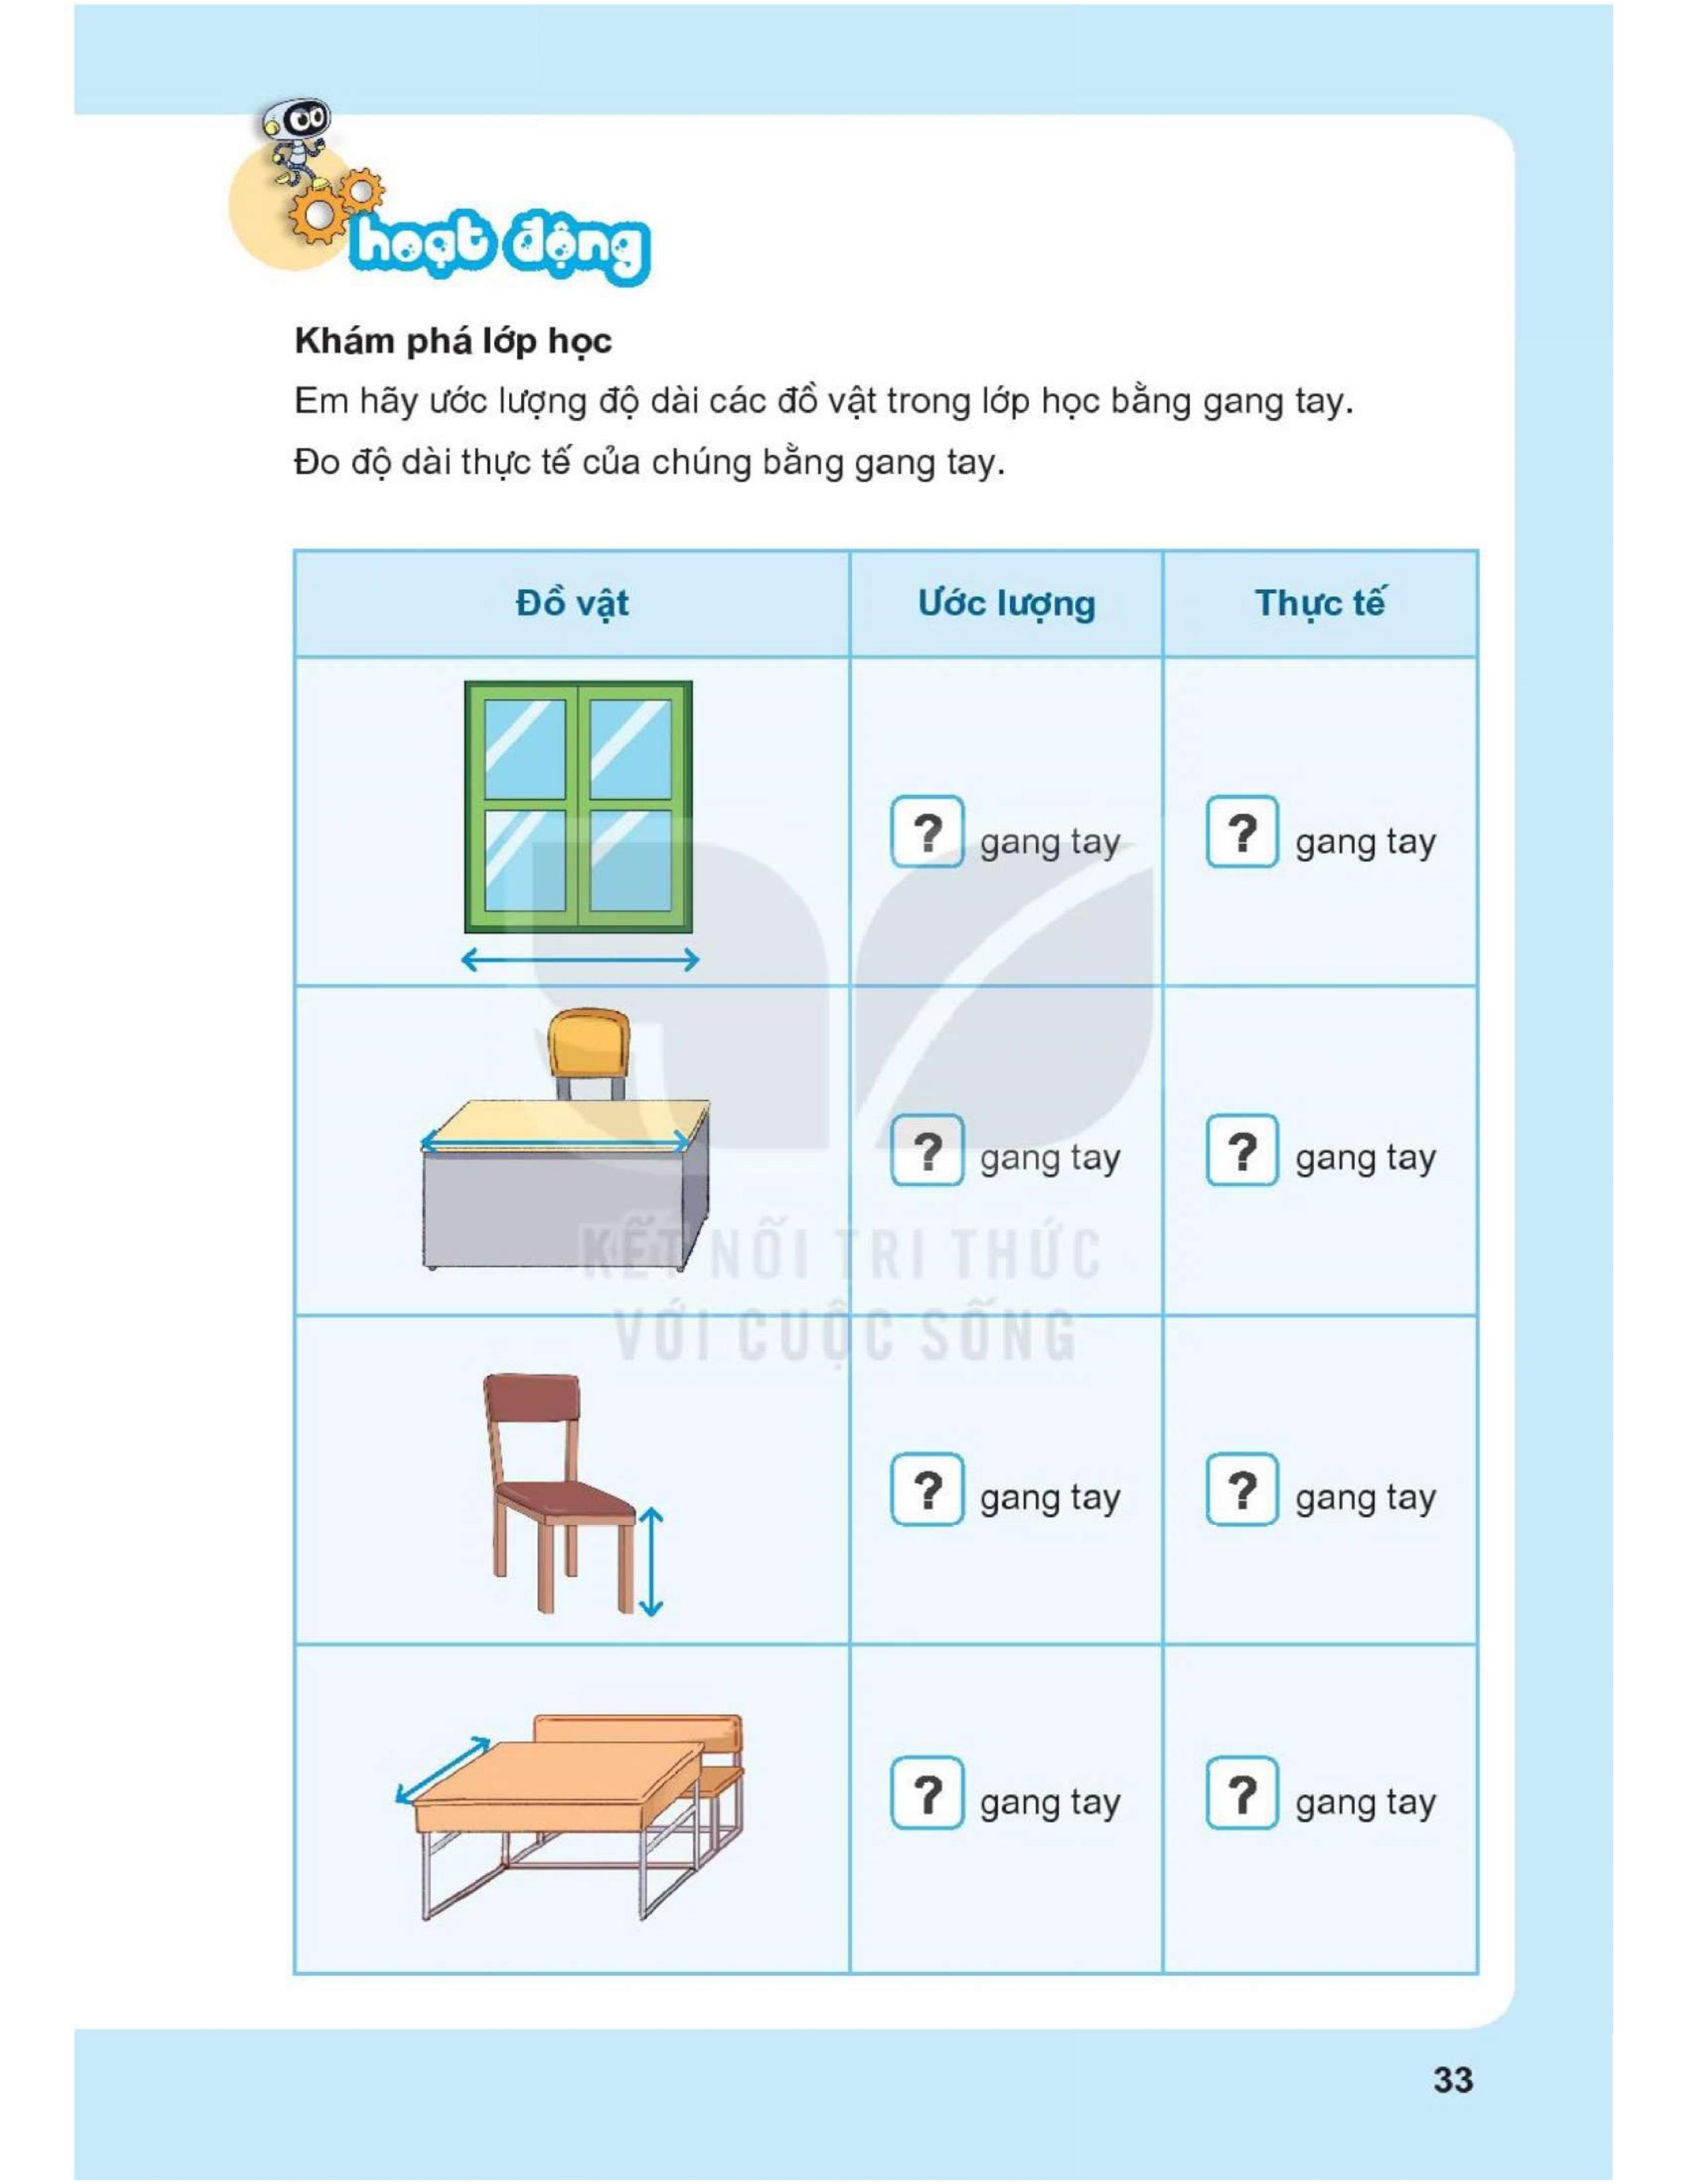 hoạt động
Khám phá lớp học
Em hãy ước lượng độ dài các đồ vật trong lớp học bằng gang tay.
Đo độ dài thực tế của chúng bằng gang tay.
Đồ vật Ước lượng Thực tế
? gang tay ? gang tay
? gang tay ? gang tay
KẾT NỐI TRI THỨC
VỚI CUỘC SỐNG
? gang tay ? gang tay
? gang tay ? gang tay
33